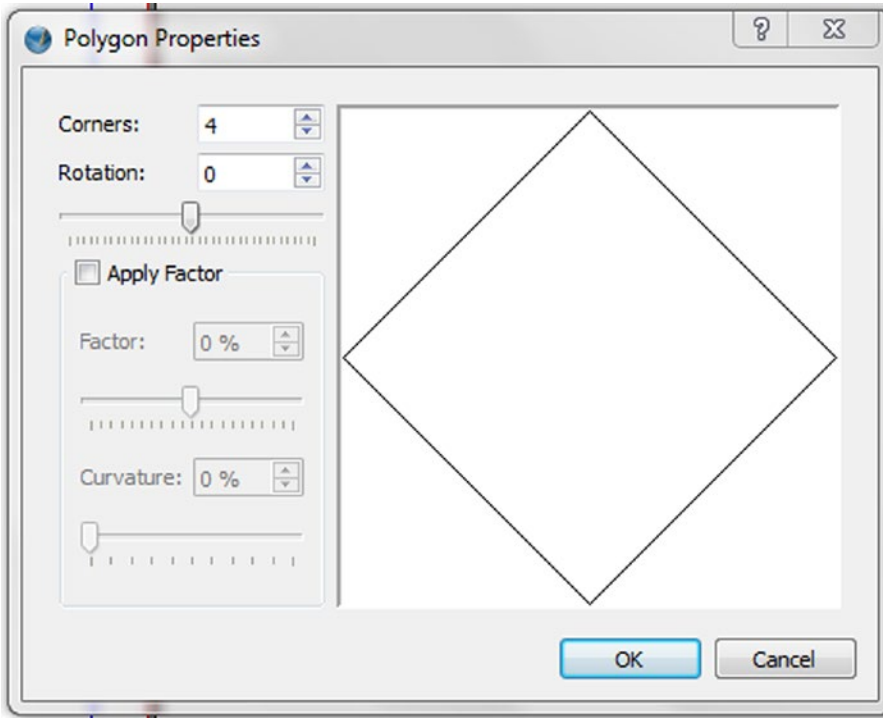 Polygon Properties
Corners: 4
Rotation: 0
Apply Factor
Factor: 0 %
Curvature: 0 %
OK Cancel